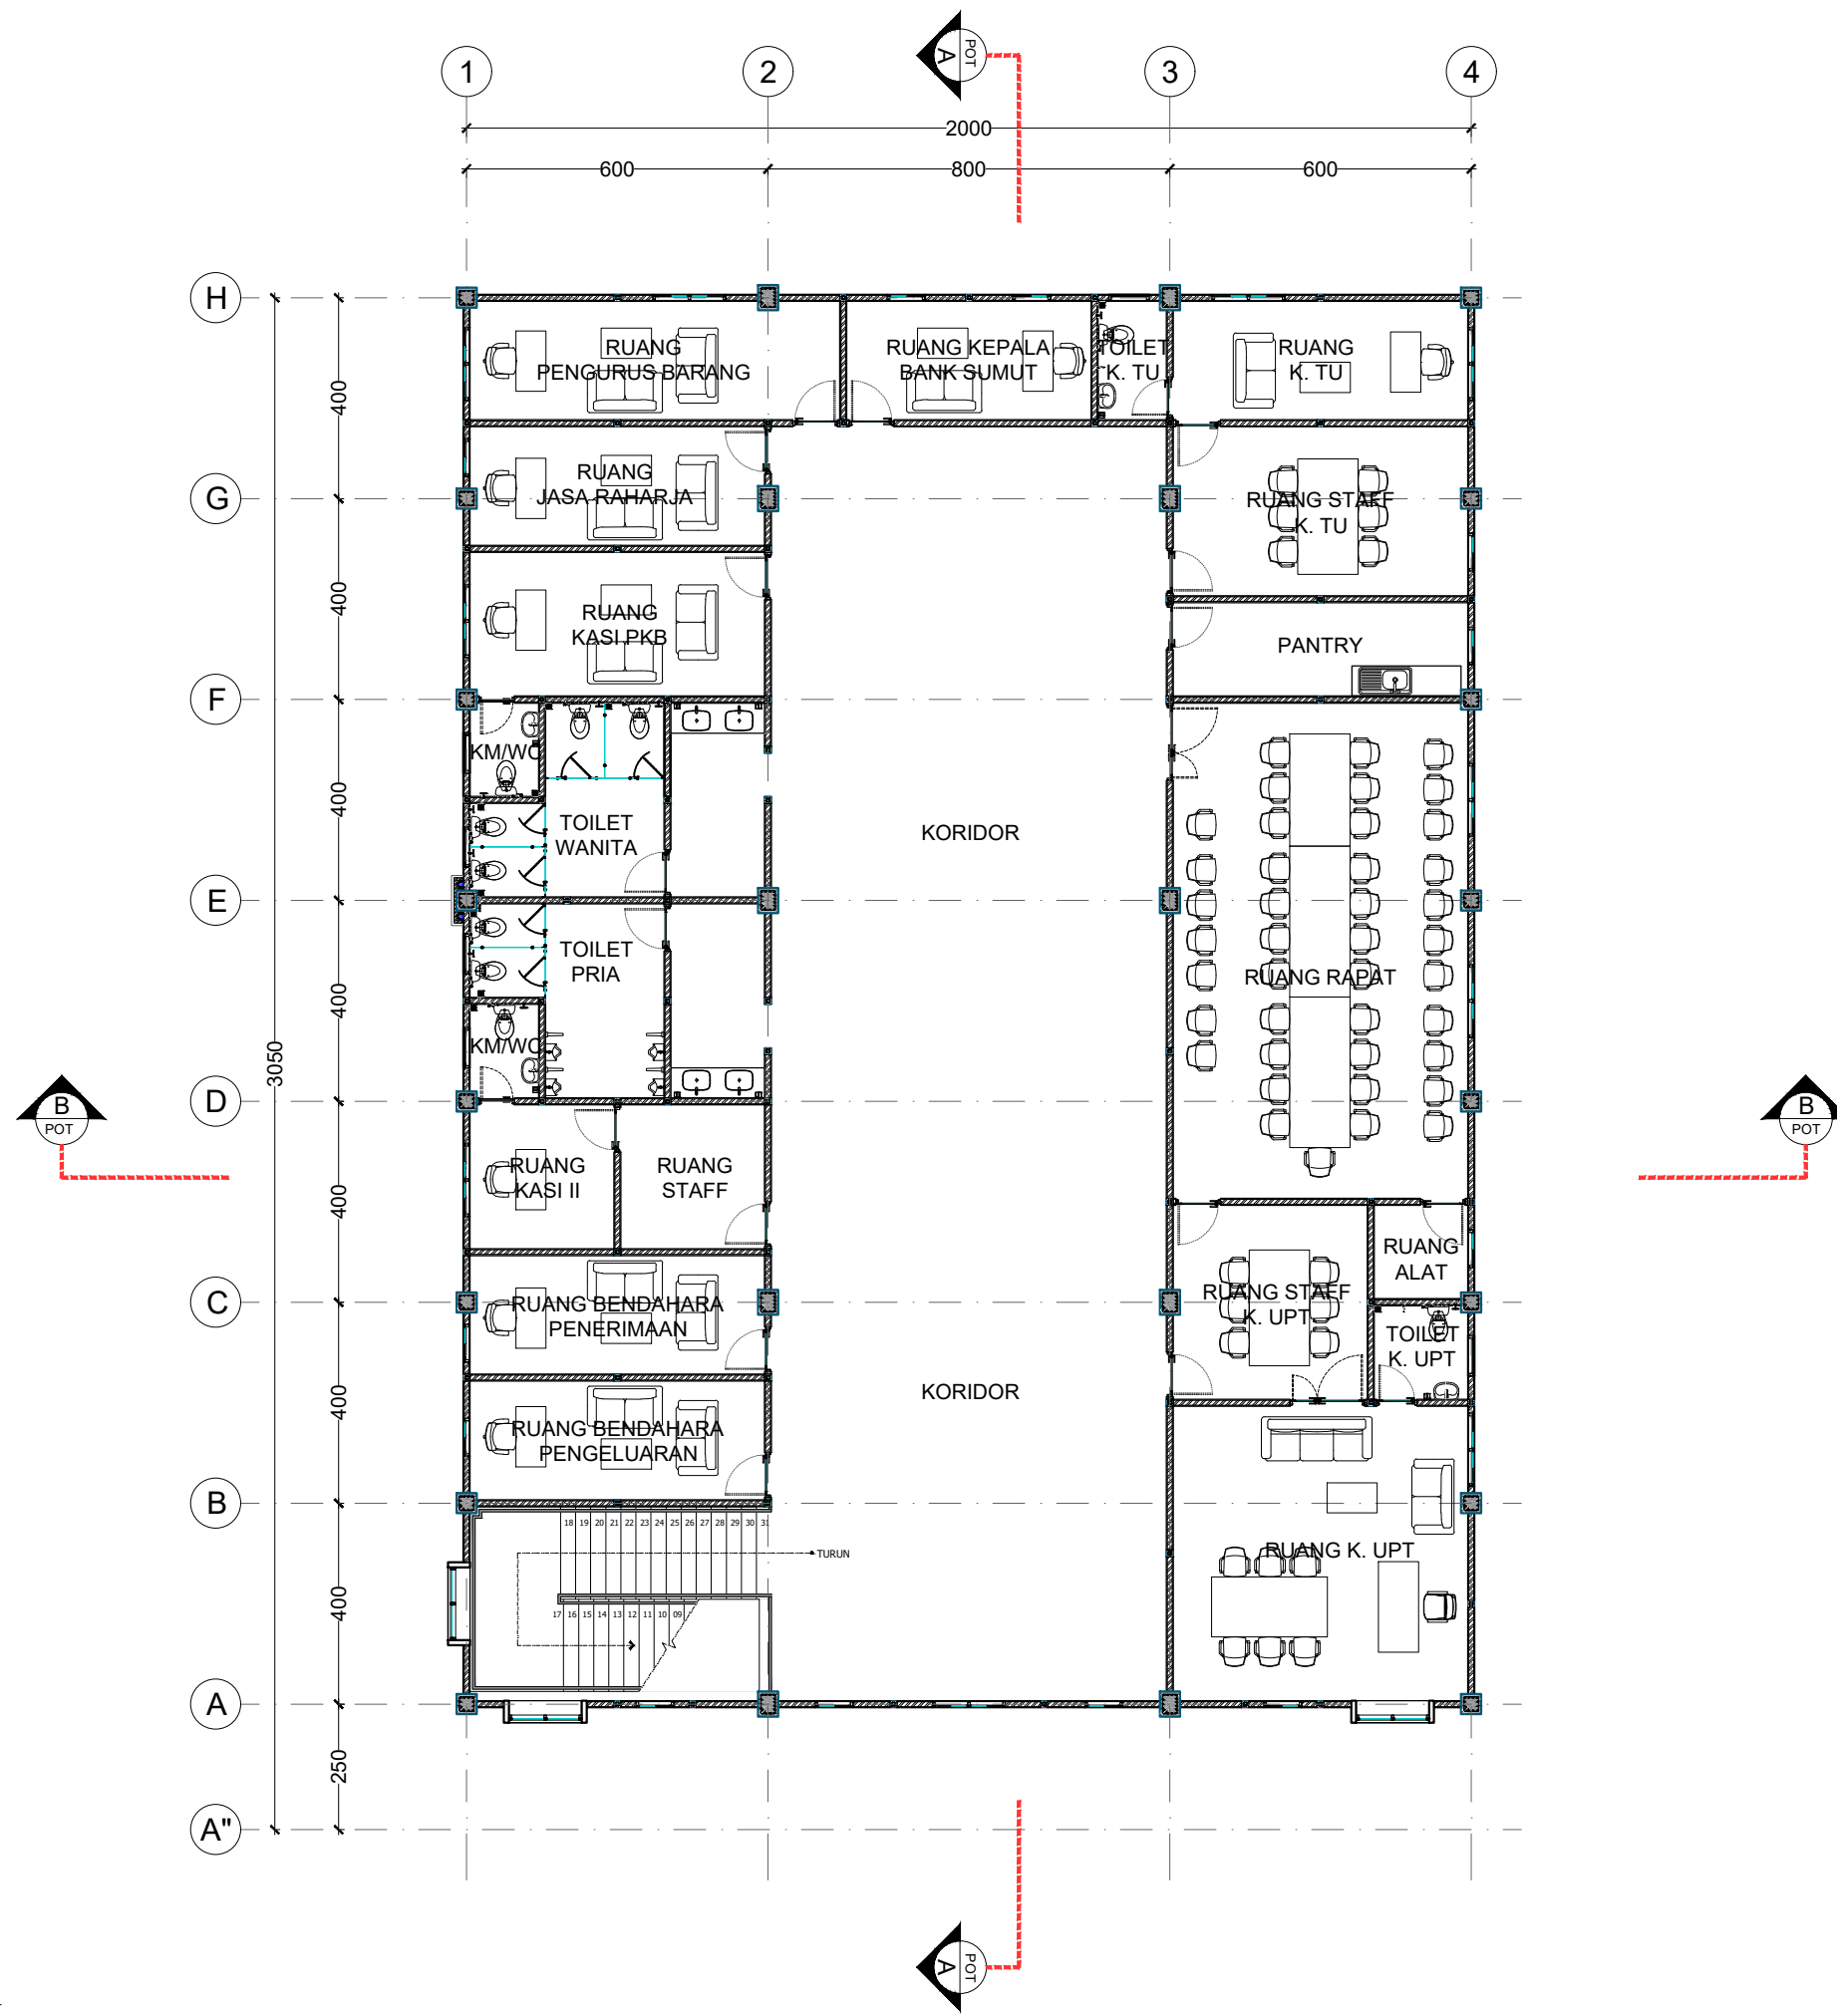 A
POT
1
2
3
4
2000
600
800
600
H
RUANG
PENGURUS BARANG
RUANG KEPALA
BANK SUMUT
TOILET
K. TU
RUANG
K. TU
400
G
RUANG
JASA RAHARJA
RUANG STAFF
K. TU
400
RUANG
KASI PKB
PANTRY
F
KM/WC
400
TOILET
WANITA
KORIDOR
E
TOILET
PRIA
RUANG RAPAT
400
KM/WC
3050
D
B
POT
B
POT
RUANG
KASI II
RUANG
STAFF
400
RUANG
ALAT
C
RUANG BENDAHARA
PENERIMAAN
RUANG STAFF
K. UPT
TOILET
K. UPT
400
KORIDOR
RUANG BENDAHARA
PENGELUARAN
B
18 19 20 21 22 23 24 25 26 27 28 29 30 31
TURUN
RUANG K. UPT
400
17 16 15 14 13 12 11 10 09
A
250
A"
A
POT